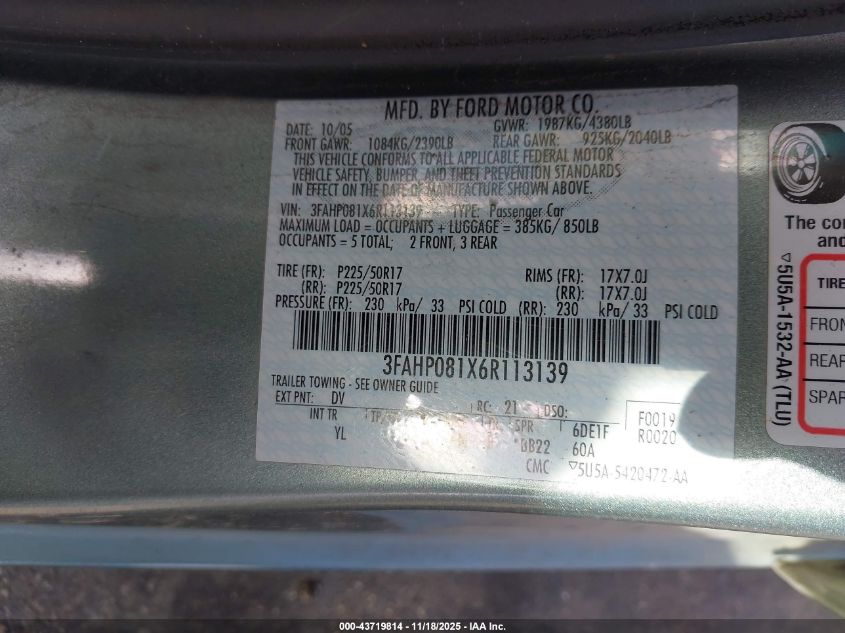 MFD. BY FORD MOTOR CO.
DATE: 10/05 GVWR: 1987KG/4380LB
FRONT GAWR: 1084KG/2390LB REAR GAWR: 925KG/2040LB
THIS VEHICLE CONFORMS TO ALL APPLICABLE FEDERAL MOTOR
VEHICLE SAFETY, BUMPER, AND THEFT PREVENTION STANDARDS
IN EFFECT ON THE DATE OF MANUFACTURE SHOWN ABOVE.
VIN: 3FAHP081X6R113139 TYPE: Passenger Car
MAXIMUM LOAD = OCCUPANTS + LUGGAGE = 385KG/ 850LB
OCCUPANTS = 5 TOTAL; 2 FRONT, 3 REAR
TIRE (FR): P225/50R17 RIMS (FR): 17X7.0J
(RR): P225/50R17 (RR): 17X7.0J
PRESSURE (FR): 230 kPa/ 33 PSI COLD (RR): 230 kPa/ 33 PSI COLD
3FAHP081X6R113139
TRAILER TOWING - SEE OWNER GUIDE
EXT PNT: DV RC: 21 DSO: F0019
INT TR SPR 6DE1F R0020
YL BB22 60A
CMC ▽5U5A-5420472-AA
The
and
▽5U5A-1532-AA (TLU)
TIRE
REAR
000-43719814 - 11/18/2025 - IAA Inc.